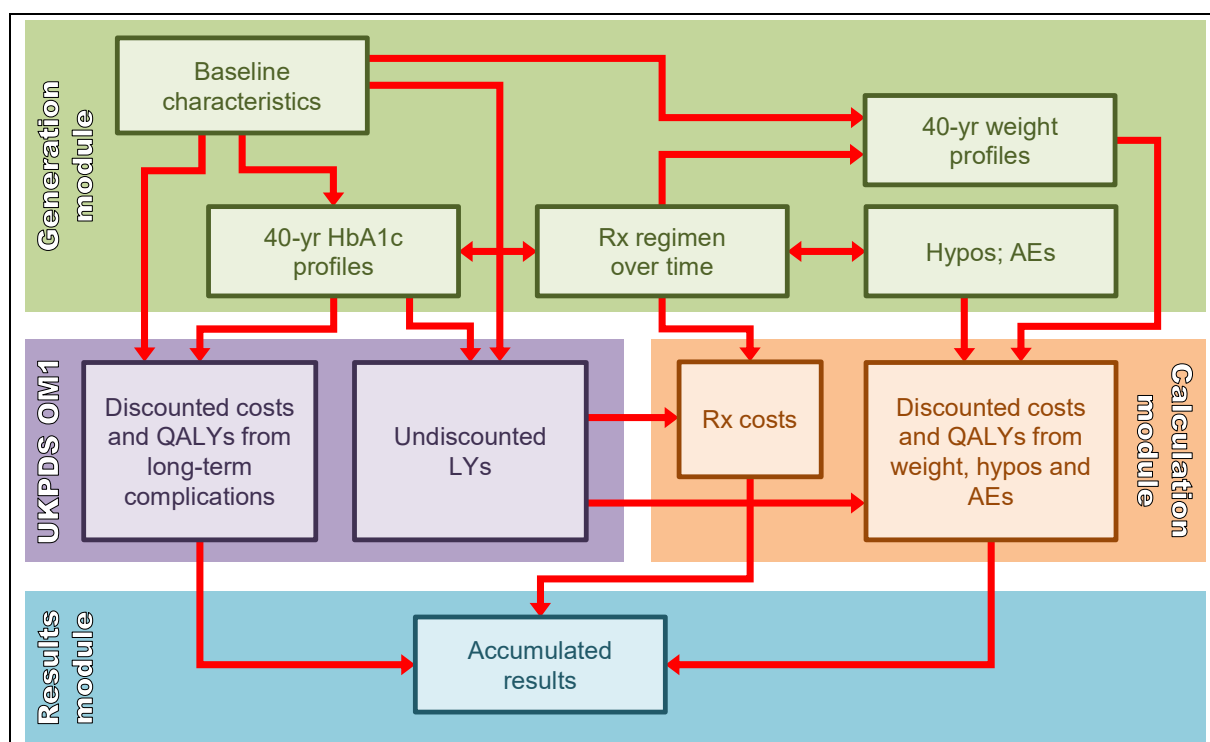 Generation
module
Baseline
characteristics
40-yr weight
profiles
40-yr HbA1c
profiles
Rx regimen
over time
Hypos; AEs
UKPDS OM1
Discounted costs
and QALYs from
long-term
complications
Undiscounted
LYs
Rx costs
Discounted costs
and QALYs from
weight, hypos and
AEs
Calculation
module
Results
module
Accumulated
results